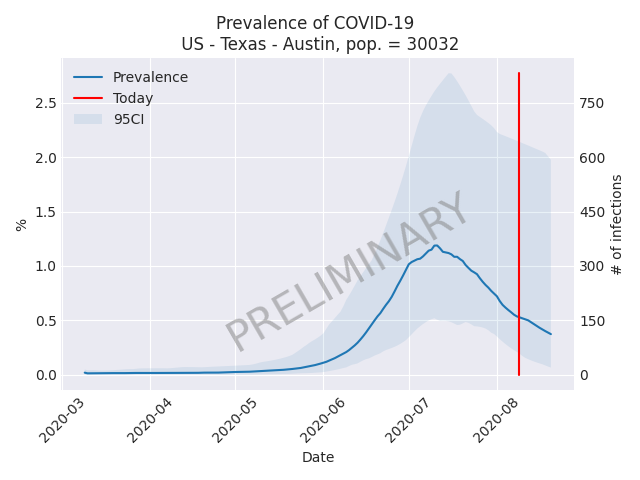 Prevalence of COVID-19
US - Texas - Austin, pop. = 30032
Prevalence
Today
95CI
2.5
2.0
1.5
1.0
0.5
0.0
%
750
600
450
300
150
0
# of infections
PRELIMINARY
2020-03
2020-04
2020-05
2020-06
2020-07
2020-08
Date